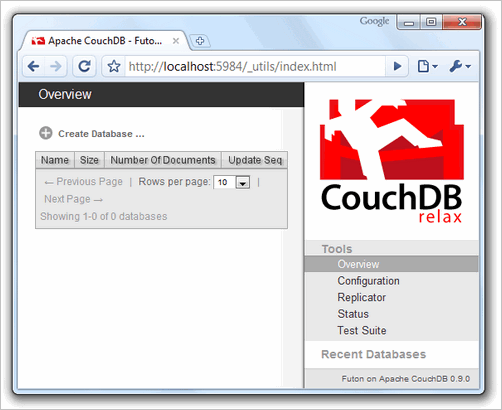 Google
Apache CouchDB - Futo...
http://localhost:5984/_utils/index.html
Overview
Create Database ...
Name Size Number Of Documents Update Seq
← Previous Page | Rows per page: 10 |
Next Page →
Showing 1-0 of 0 databases
CouchDB
relax
Tools
Overview
Configuration
Replicator
Status
Test Suite
Recent Databases
Futon on Apache CouchDB 0.9.0